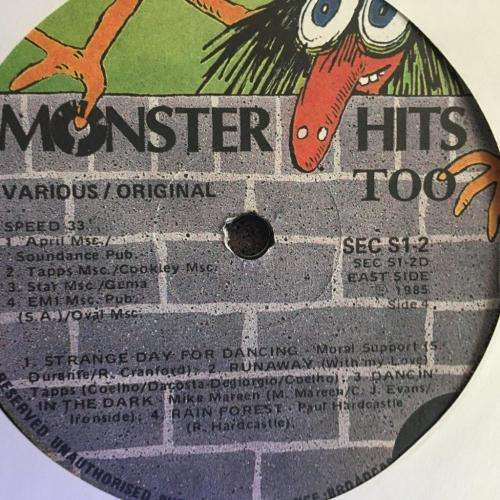 MONSTER HITS
TOO
VARIOUS / ORIGINAL
SPEED 33
1. April Msc./
Soundance Pub.
2. Tapps Msc./Cookley Msc.
3. Star Msc./Gema
4. EMI Msc. Pub.
(S.A.)/Oval Msc.
SEC S1-2
SEC S1-2D
EAST SIDE
1985
Side 4
1. STRANGE DAY FOR DANCING. Moral Support (S.
Durante/R. Cranford); 2. RUNAWAY (With my Love)
Tapps (Coelho/Dacosta-Degiorgio/Coelho); 3. DANCIN
IN THE DARK. Mike Mareen (M. Mareen/C. J. Evans/
Ironside); 4. RAIN FOREST. Paul Hardcastle
(R. Hardcastle).
RESERVED. UNAUTHORISED